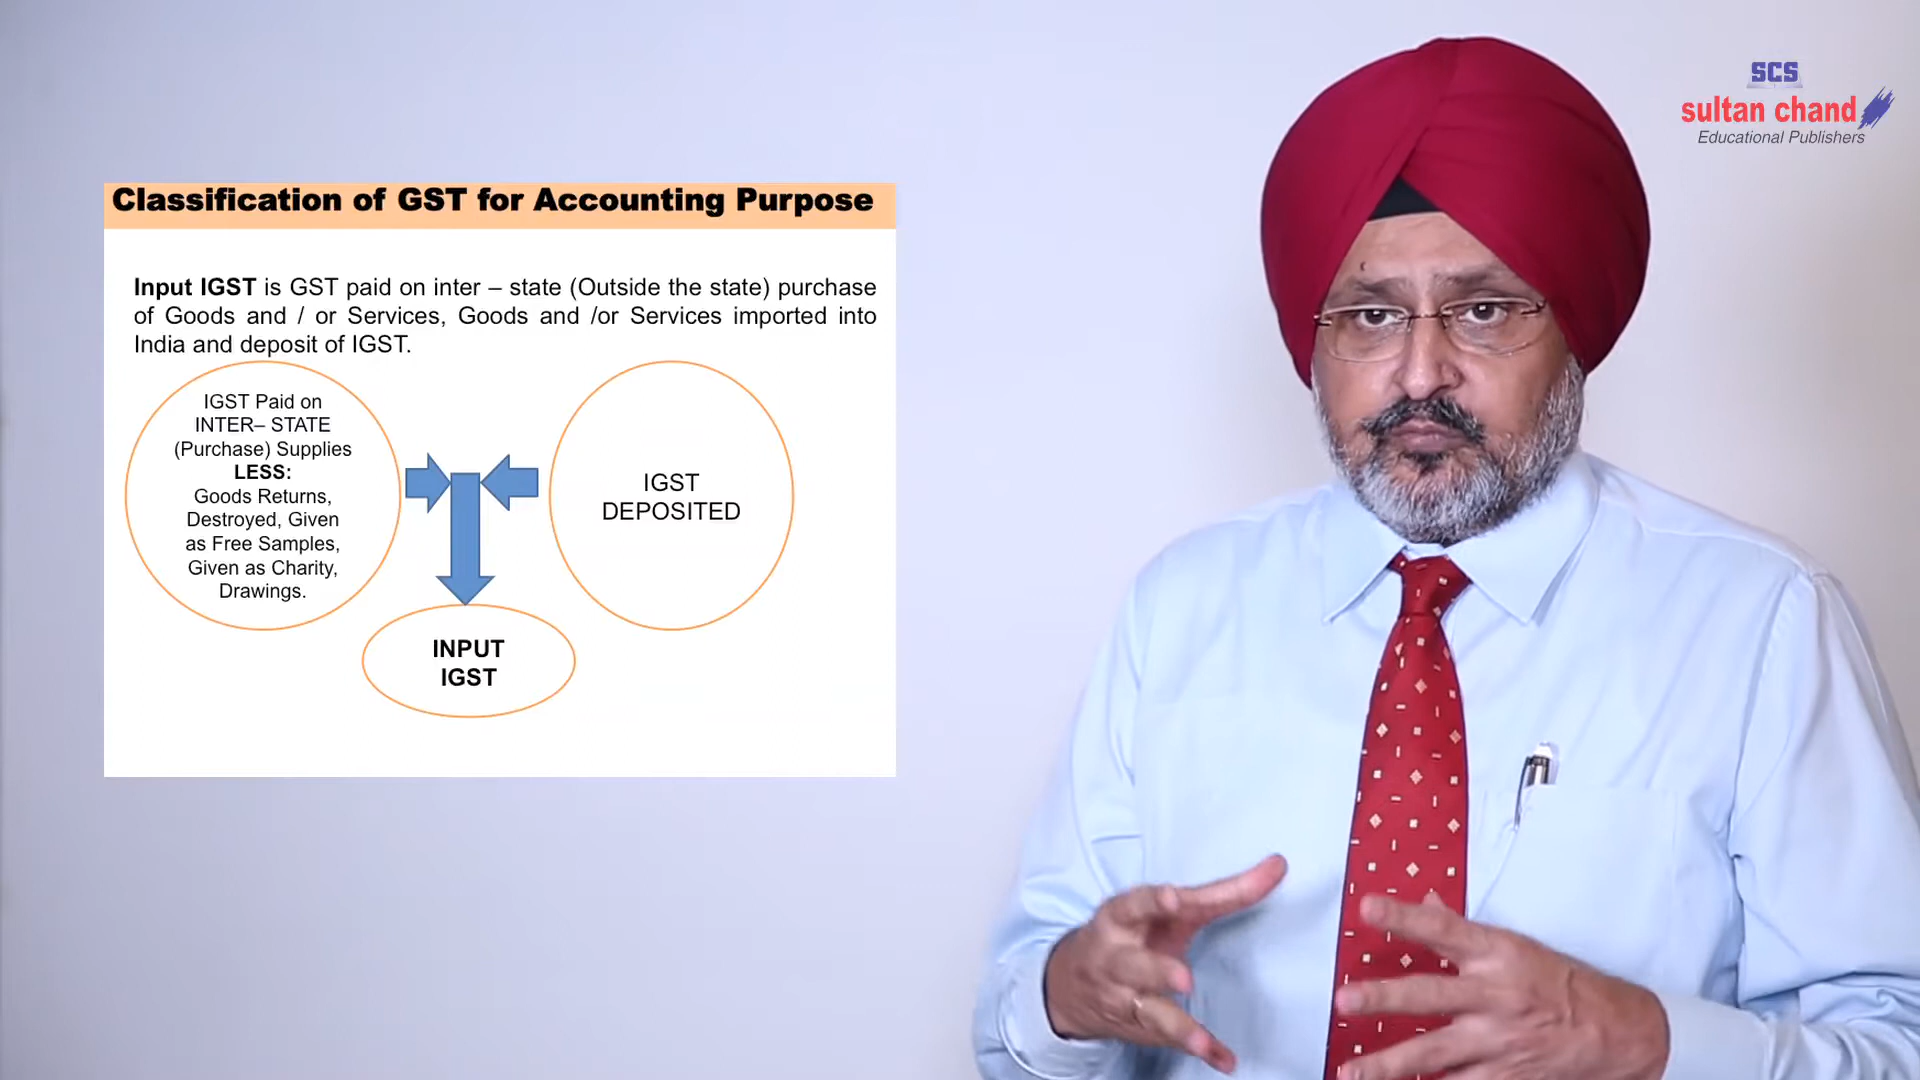 SCS
sultan chand
Educational Publishers
Classification of GST for Accounting Purpose
Input IGST is GST paid on inter – state (Outside the state) purchase
of Goods and / or Services, Goods and /or Services imported into
India and deposit of IGST.
IGST Paid on
INTER– STATE
(Purchase) Supplies
LESS:
Goods Returns,
Destroyed, Given
as Free Samples,
Given as Charity,
Drawings.
IGST
DEPOSITED
INPUT
IGST